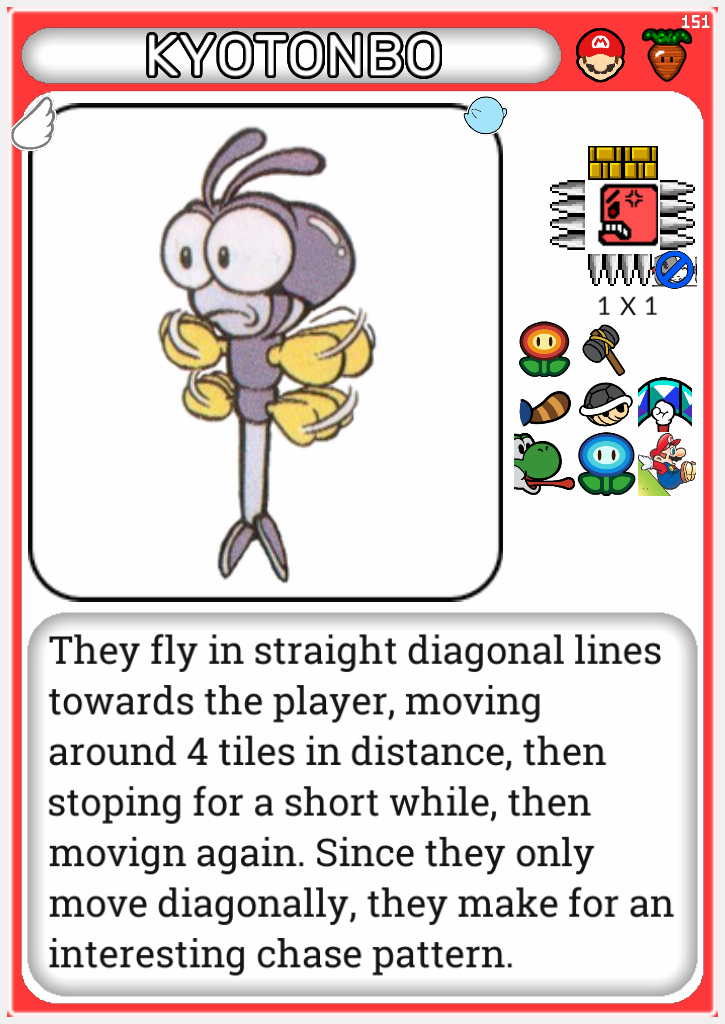 151
KYOTONBO
M
1 X 1
They fly in straight diagonal lines
towards the player, moving
around 4 tiles in distance, then
stoping for a short while, then
movign again. Since they only
move diagonally, they make for an
interesting chase pattern.